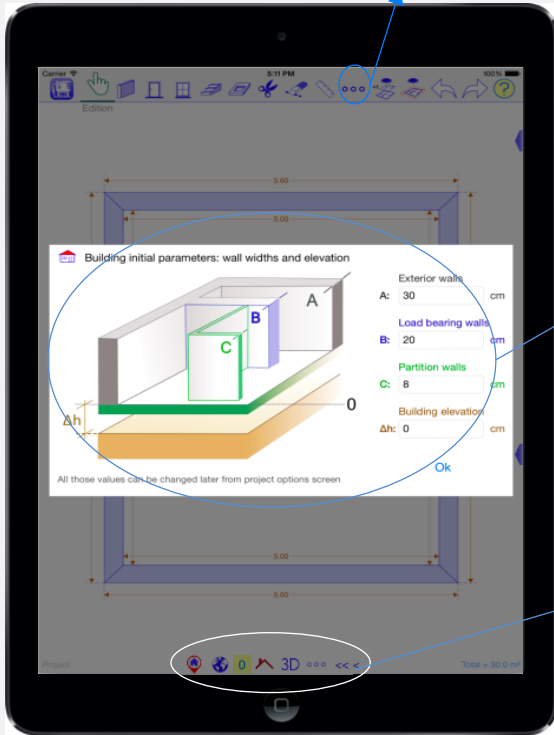 Carrier 5:11 PM 100%
Edition
5.60
5.00
Building initial parameters: wall widths and elevation
Exterior walls
A: 30 cm
Load bearing walls
B: 20 cm
Partition walls
C: 8 cm
Building elevation
Δh: 0 cm
A
B
C
0
Δh
Ok
All those values can be changed later from project options screen
5.00
5.60
Project 0 3D << < Total = 30.0 m²